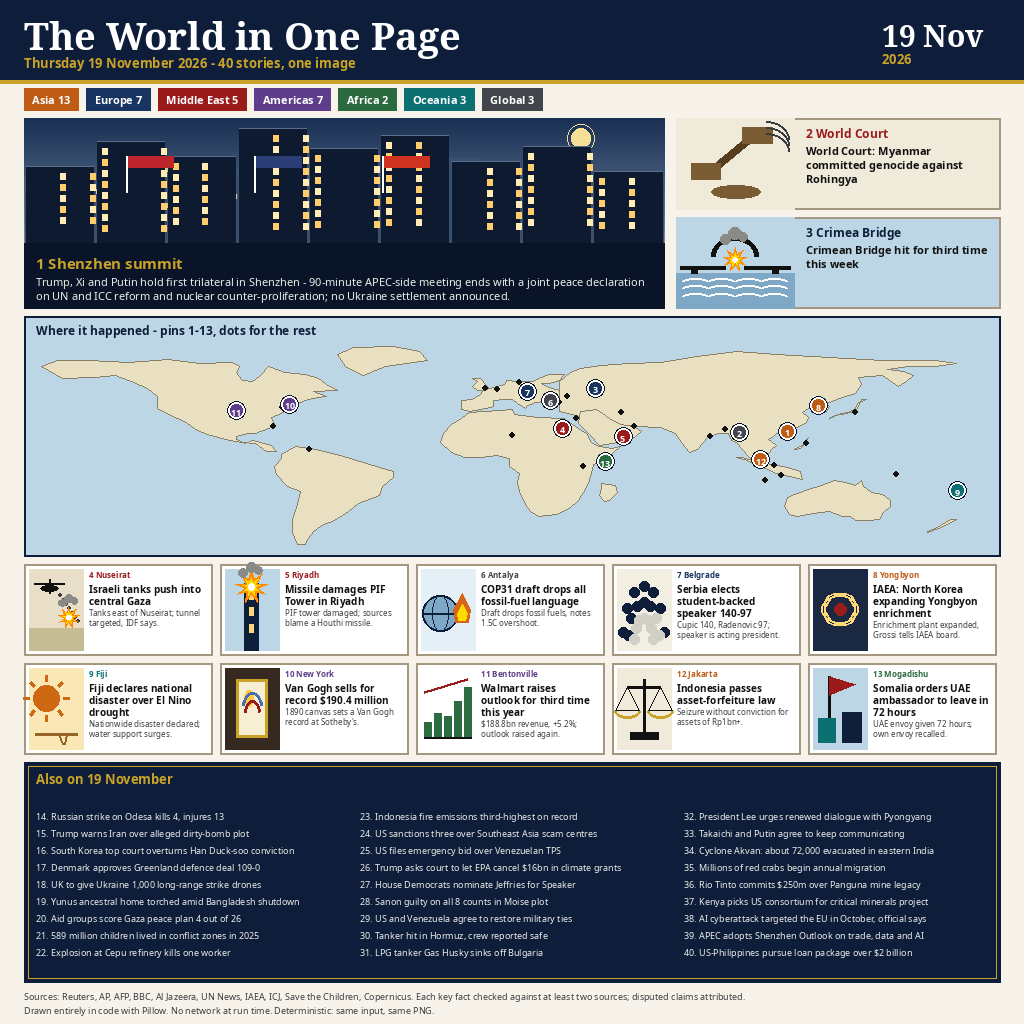 The World in One Page
Thursday 19 November 2026 - 40 stories, one image
19 Nov
2026
Asia 13
Europe 7
Middle East 5
Americas 7
Africa 2
Oceania 3
Global 3
1 Shenzhen summit
Trump, Xi and Putin hold first trilateral in Shenzhen - 90-minute APEC-side meeting ends with a joint peace declaration
on UN and ICC reform and nuclear counter-proliferation; no Ukraine settlement announced.
2 World Court
World Court: Myanmar
committed genocide against
Rohingya
3 Crimea Bridge
Crimean Bridge hit for third time
this week
Where it happened - pins 1-13, dots for the rest
11
10
7
6
3
4
5
13
2
1
8
12
9
4 Nuseirat
Israeli tanks push into
central Gaza
Tanks east of Nuseirat; tunnel
targeted, IDF says.
5 Riyadh
Missile damages PIF
Tower in Riyadh
PIF tower damaged; sources
blame a Houthi missile.
6 Antalya
COP31 draft drops all
fossil-fuel language
Draft drops fossil fuels, notes
1.5C overshoot.
7 Belgrade
Serbia elects
student-backed
speaker 140-97
Cupic 140, Radenovic 97;
speaker is acting president.
8 Yongbyon
IAEA: North Korea
expanding Yongbyon
enrichment
Enrichment plant expanded,
Grossi tells IAEA board.
9 Fiji
Fiji declares national
disaster over El Nino
drought
Nationwide disaster declared;
water support surges.
10 New York
Van Gogh sells for
record $190.4 million
1890 canvas sets a Van Gogh
record at Sotheby's.
11 Bentonville
Walmart raises
outlook for third time
this year
$188.8bn revenue, +5.2%;
outlook raised again.
12 Jakarta
Indonesia passes
asset-forfeiture law
Seizure without conviction for
assets of Rp1bn+.
13 Mogadishu
Somalia orders UAE
ambassador to leave in
72 hours
UAE envoy given 72 hours;
own envoy recalled.
Also on 19 November
14. Russian strike on Odesa kills 4, injures 13
15. Trump warns Iran over alleged dirty-bomb plot
16. South Korea top court overturns Han Duck-soo conviction
17. Denmark approves Greenland defence deal 109-0
18. UK to give Ukraine 1,000 long-range strike drones
19. Yunus ancestral home torched amid Bangladesh shutdown
20. Aid groups score Gaza peace plan 4 out of 26
21. 589 million children lived in conflict zones in 2025
22. Explosion at Cepu refinery kills one worker
23. Indonesia fire emissions third-highest on record
24. US sanctions three over Southeast Asia scam centres
25. US files emergency bid over Venezuelan TPS
26. Trump asks court to let EPA cancel $16bn in climate grants
27. House Democrats nominate Jeffries for Speaker
28. Sanon guilty on all 8 counts in Moise plot
29. US and Venezuela agree to restore military ties
30. Tanker hit in Hormuz, crew reported safe
31. LPG tanker Gas Husky sinks off Bulgaria
32. President Lee urges renewed dialogue with Pyongyang
33. Takaichi and Putin agree to keep communicating
34. Cyclone Akvan: about 72,000 evacuated in eastern India
35. Millions of red crabs begin annual migration
36. Rio Tinto commits $250m over Panguna mine legacy
37. Kenya picks US consortium for critical minerals project
38. AI cyberattack targeted the EU in October, official says
39. APEC adopts Shenzhen Outlook on trade, data and AI
40. US-Philippines pursue loan package over $2 billion
Sources: Reuters, AP, AFP, BBC, Al Jazeera, UN News, IAEA, ICJ, Save the Children, Copernicus. Each key fact checked against at least two sources; disputed claims attributed.
Drawn entirely in code with Pillow. No network at run time. Deterministic: same input, same PNG.